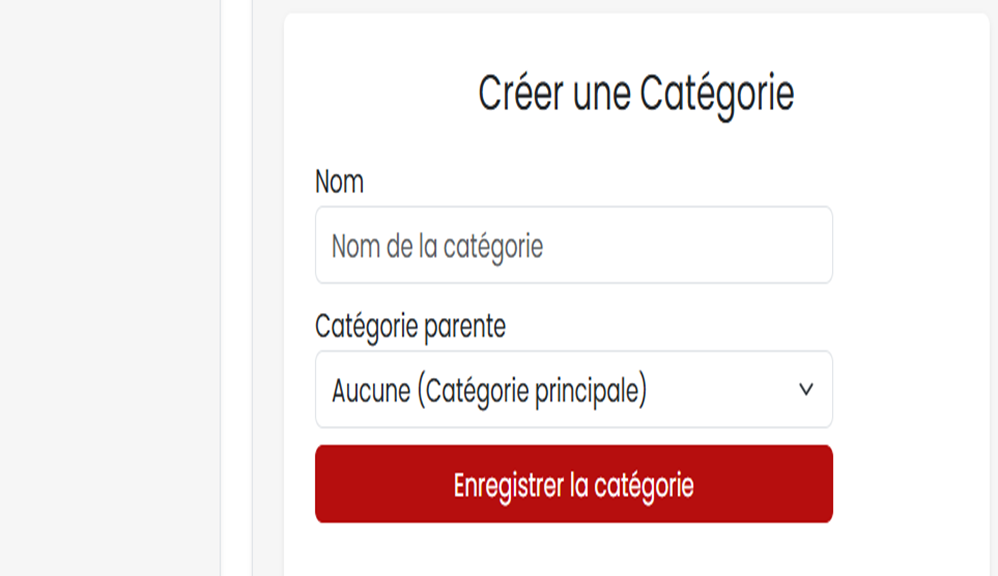 Créer une Catégorie
Nom
Nom de la catégorie
Catégorie parente
Aucune (Catégorie principale)
Enregistrer la catégorie